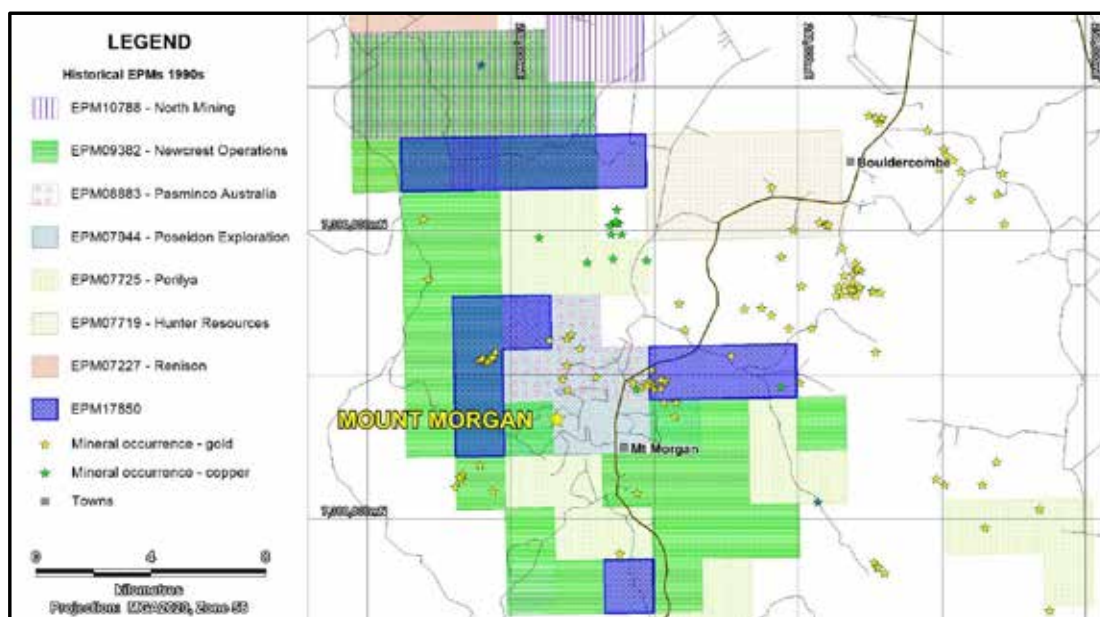 LEGEND
Historical EPMs 1990s
EPM10788 - North Mining
EPM09382 - Newcrest Operations
EPM08883 - Pasminco Australia
EPM07944 - Poseidon Exploration
EPM07725 - Perilya
EPM07719 - Hunter Resources
EPM07227 - Renison
EPM17850
Mineral occurrence - gold
Mineral occurrence - copper
Towns
0 4 8
kilometres
Projection: MGA2020, Zone 56
Bouldercombe
MOUNT MORGAN
Mt Morgan